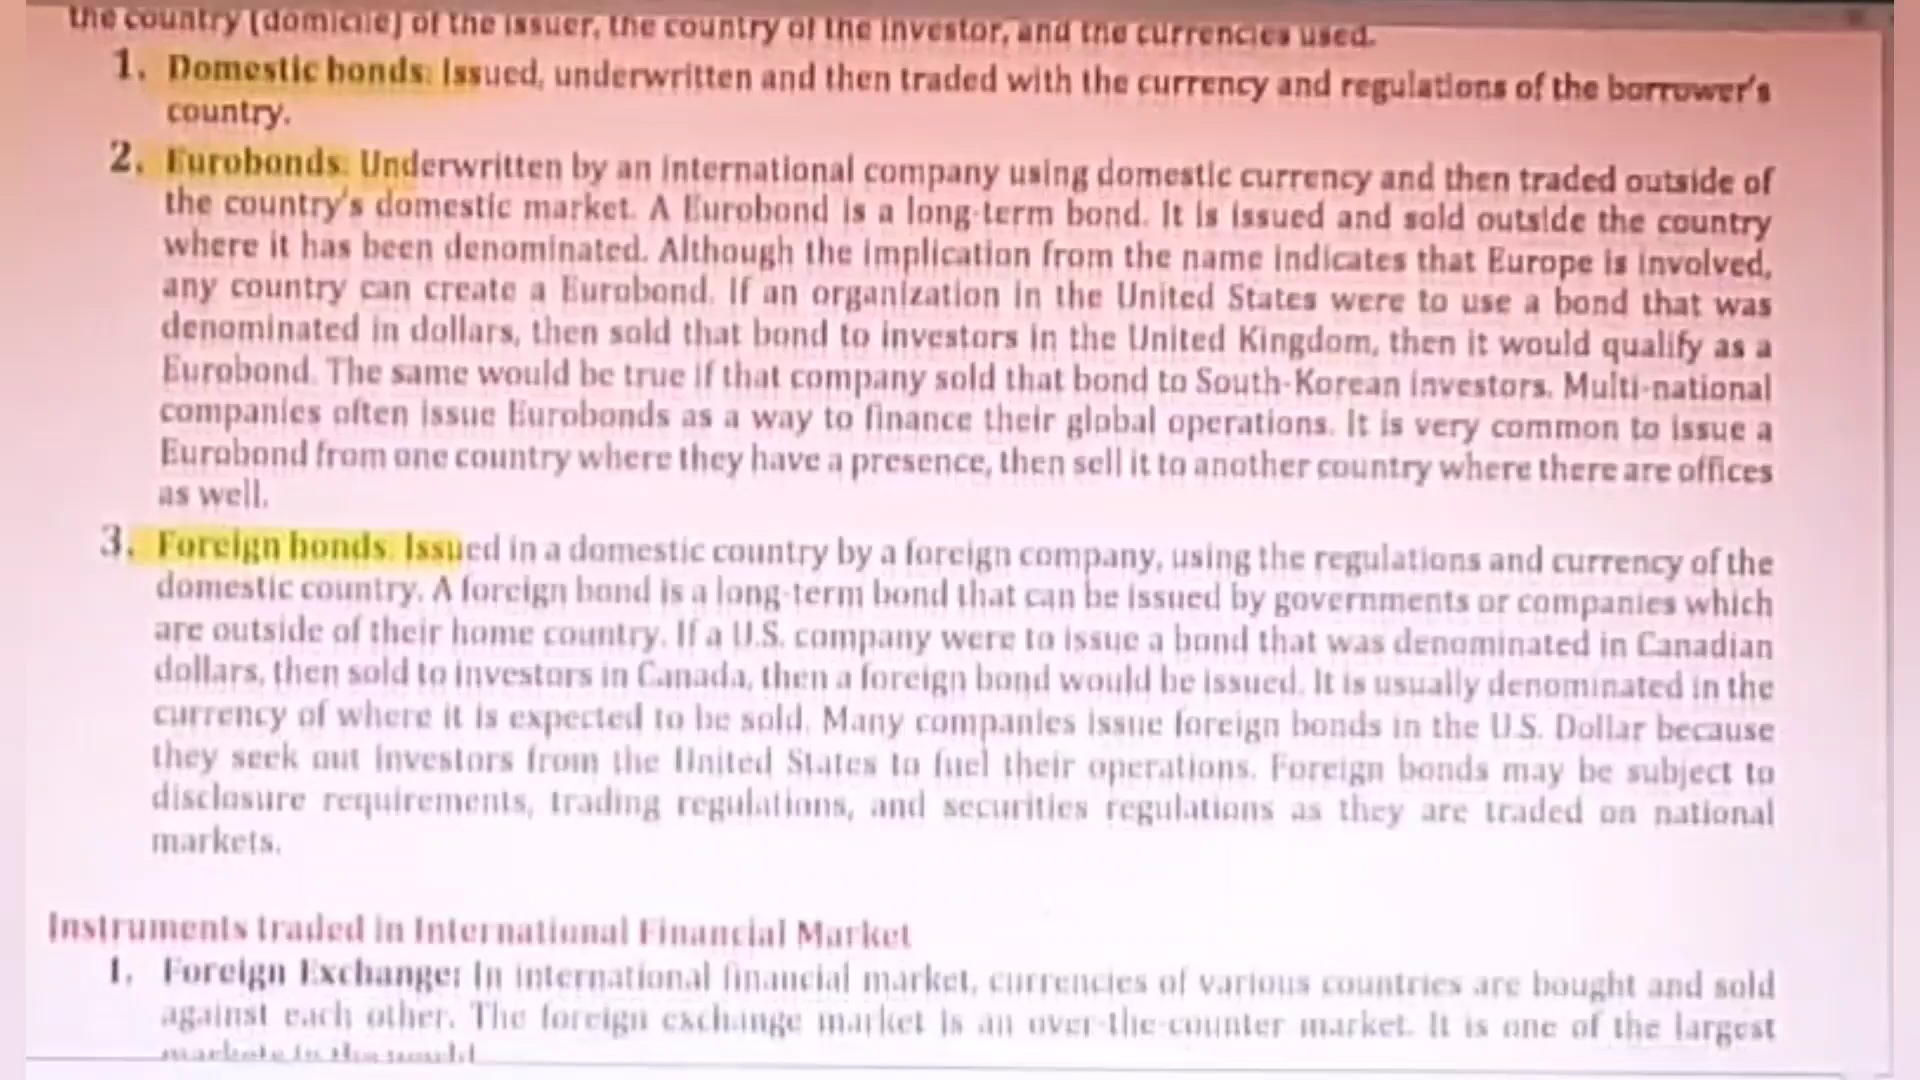 the country (domicile) of the issuer, the country of the investor, and the currencies used.
1. Domestic bonds: Issued, underwritten and then traded with the currency and regulations of the borrower's
country.
2. Eurobonds: Underwritten by an international company using domestic currency and then traded outside of
the country's domestic market. A Eurobond is a long-term bond. It is issued and sold outside the country
where it has been denominated. Although the implication from the name indicates that Europe is involved,
any country can create a Eurobond. If an organization in the United States were to use a bond that was
denominated in dollars, then sold that bond to investors in the United Kingdom, then it would qualify as a
Eurobond. The same would be true if that company sold that bond to South-Korean investors. Multi-national
companies often issue Eurobonds as a way to finance their global operations. It is very common to issue a
Eurobond from one country where they have a presence, then sell it to another country where there are offices
as well.
3. Foreign bonds: Issued in a domestic country by a foreign company, using the regulations and currency of the
domestic country. A foreign bond is a long-term bond that can be issued by governments or companies which
are outside of their home country. If a U.S. company were to issue a bond that was denominated in Canadian
dollars, then sold to investors in Canada, then a foreign bond would be issued. It is usually denominated in the
currency of where it is expected to be sold. Many companies issue foreign bonds in the U.S. Dollar because
they seek out investors from the United States to fuel their operations. Foreign bonds may be subject to
disclosure requirements, trading regulations, and securities regulations as they are traded on national
markets.
Instruments traded in International Financial Market
1. Foreign Exchange: In international financial market, currencies of various countries are bought and sold
against each other. The foreign exchange market is an over-the-counter market. It is one of the largest
markets in the world